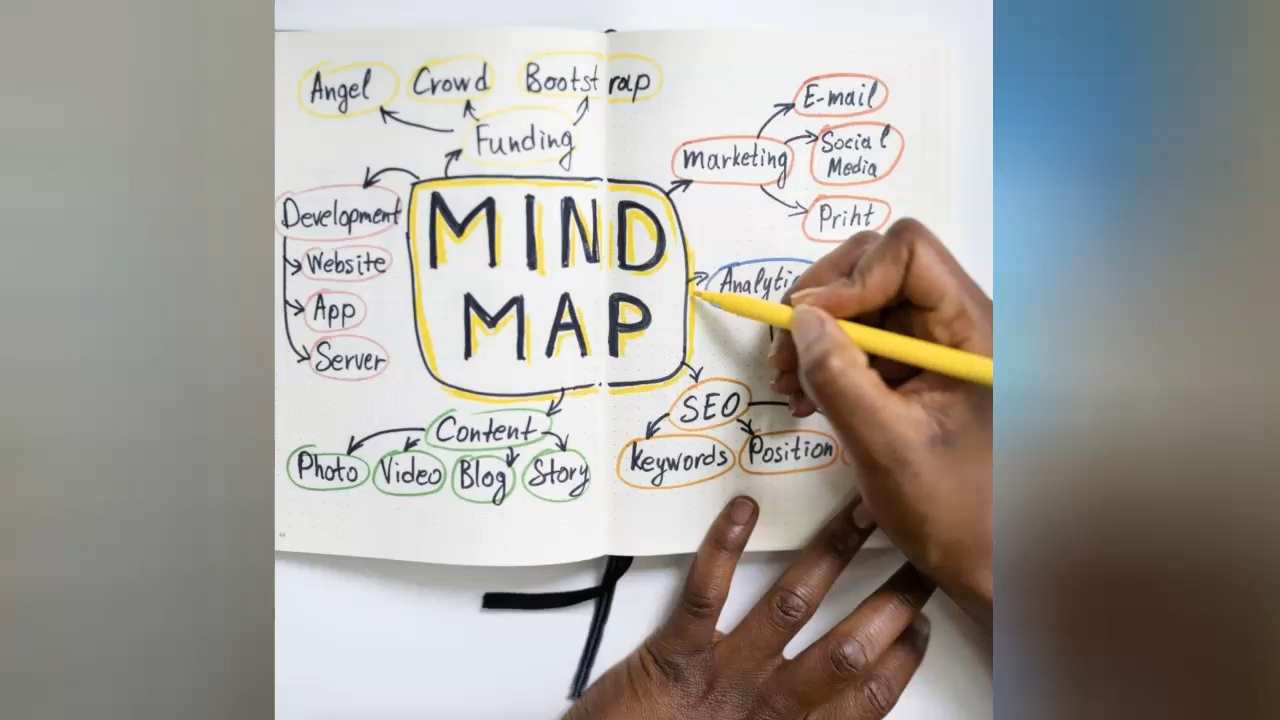 Angel
Crowd
Bootstrap
Funding
E-mail
Marketing
Social
Media
Print
Development
Website
App
Server
MIND
MAP
SEO
Keywords
Position
Content
Photo
Video
Blog
Story